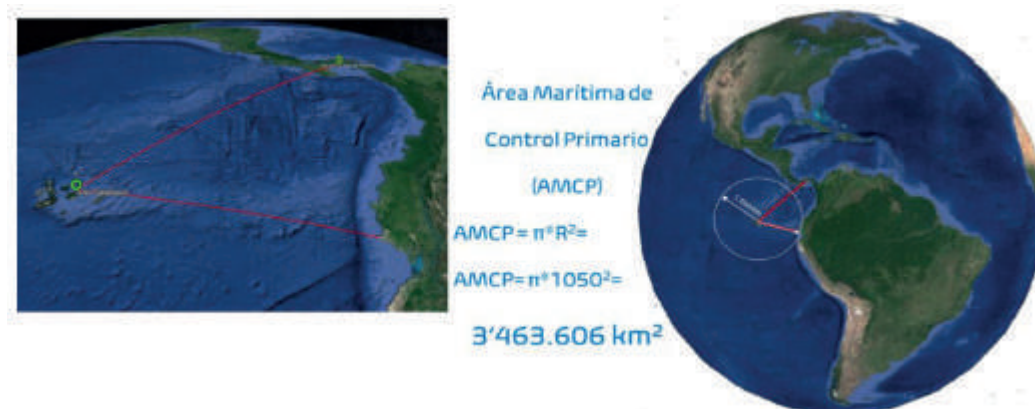 Área Marítima de
Control Primario
(AMCP)
AMCP= π*R²=
AMCP= π*1050²=
3'463.606 km²